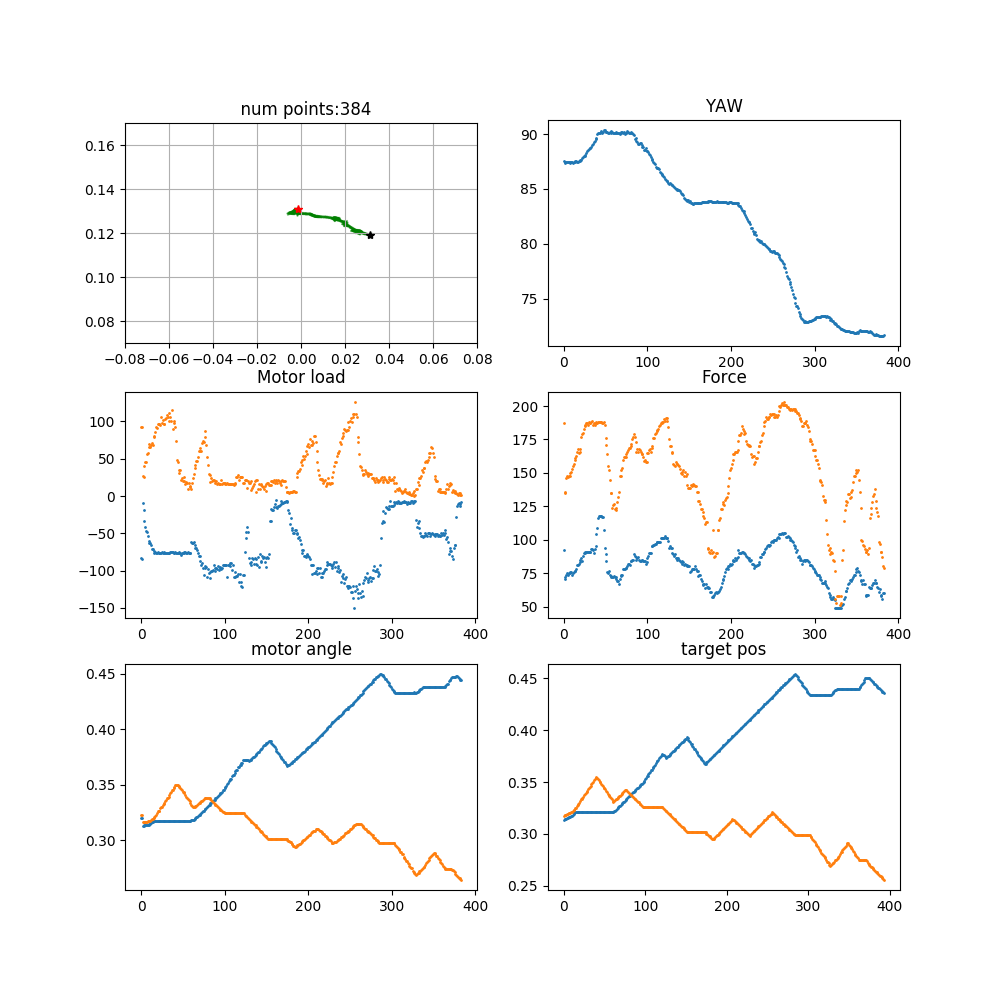 num points:384
YAW
0.16
0.14
0.12
0.10
0.08
−0.08 −0.06 −0.04 −0.02 0.00 0.02 0.04 0.06 0.08
90
85
80
75
0 100 200 300 400
Motor load
Force
100
50
0
−50
−100
−150
0 100 200 300 400
200
175
150
125
100
75
50
0 100 200 300 400
motor angle
target pos
0.45
0.40
0.35
0.30
0 100 200 300 400
0.45
0.40
0.35
0.30
0.25
0 100 200 300 400